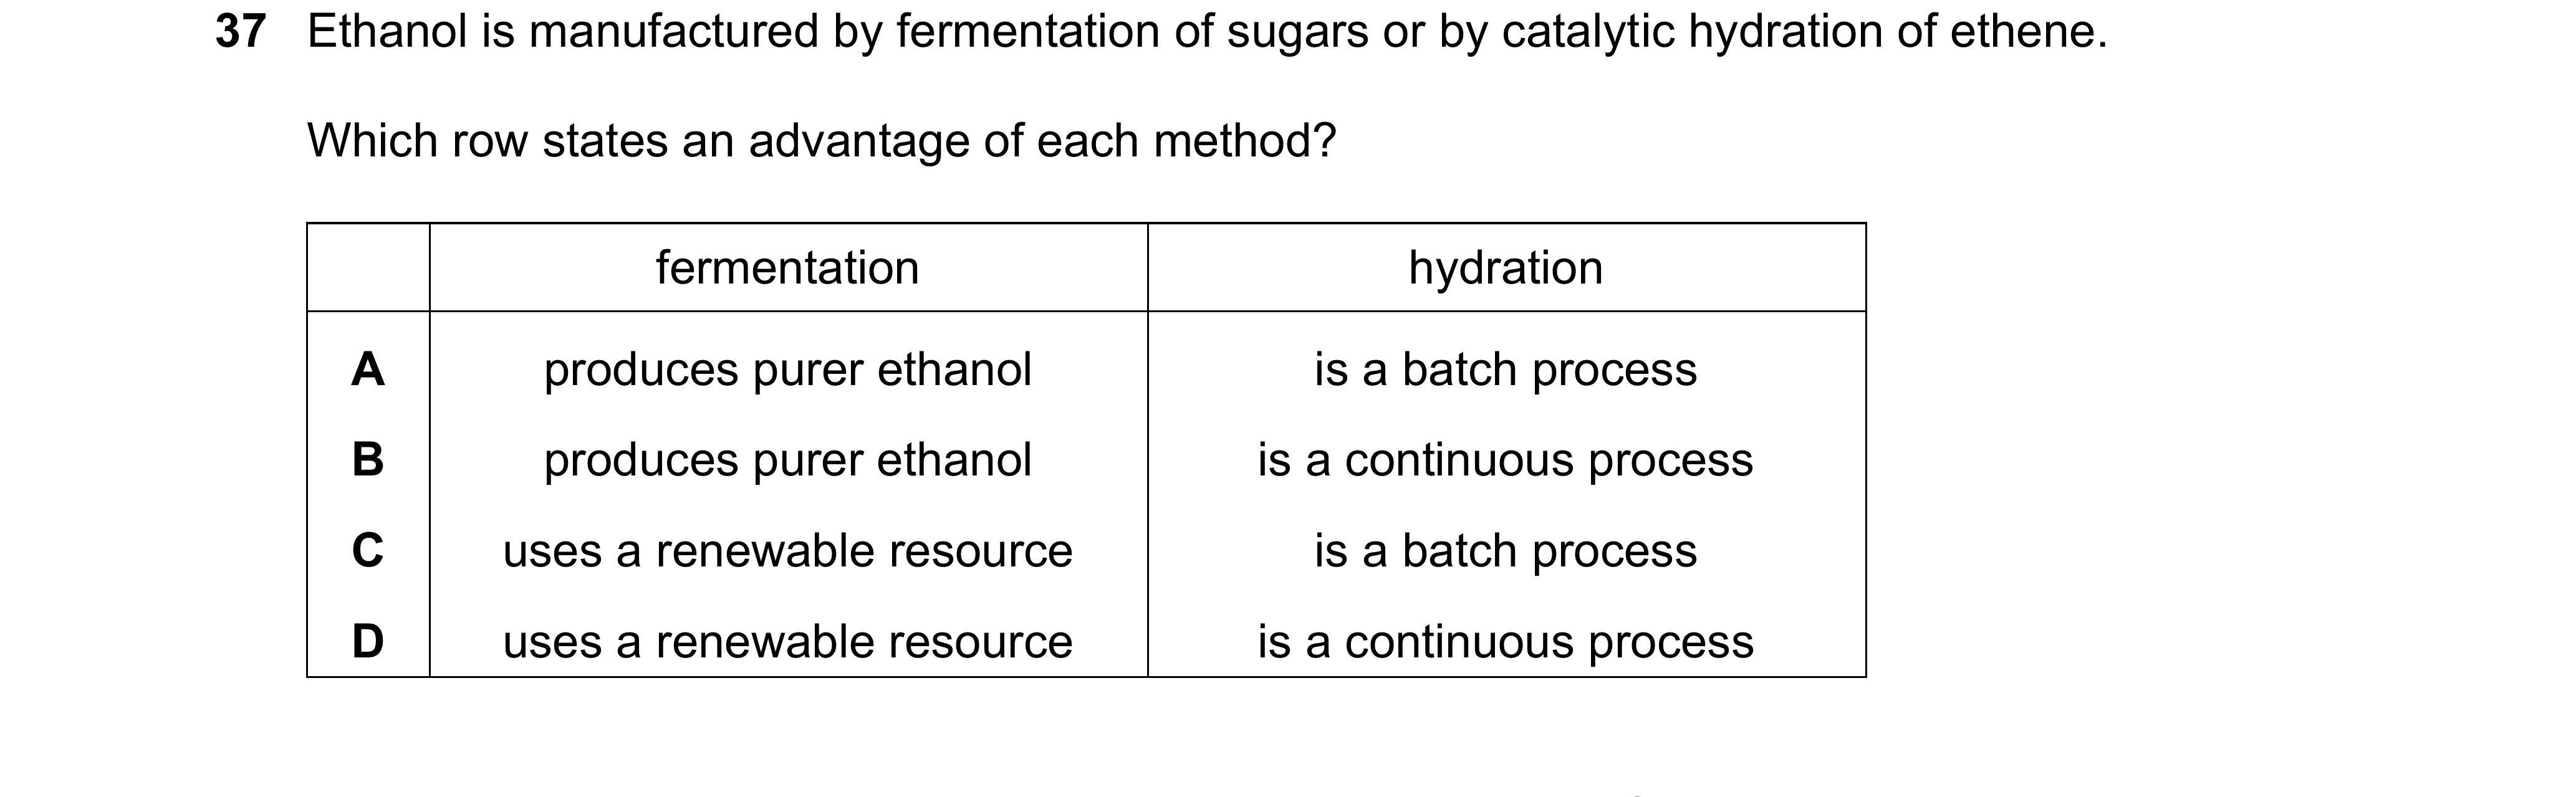 37 Ethanol is manufactured by fermentation of sugars or by catalytic hydration of ethene.
Which row states an advantage of each method?
fermentation hydration
A produces purer ethanol is a batch process
B produces purer ethanol is a continuous process
C uses a renewable resource is a batch process
D uses a renewable resource is a continuous process